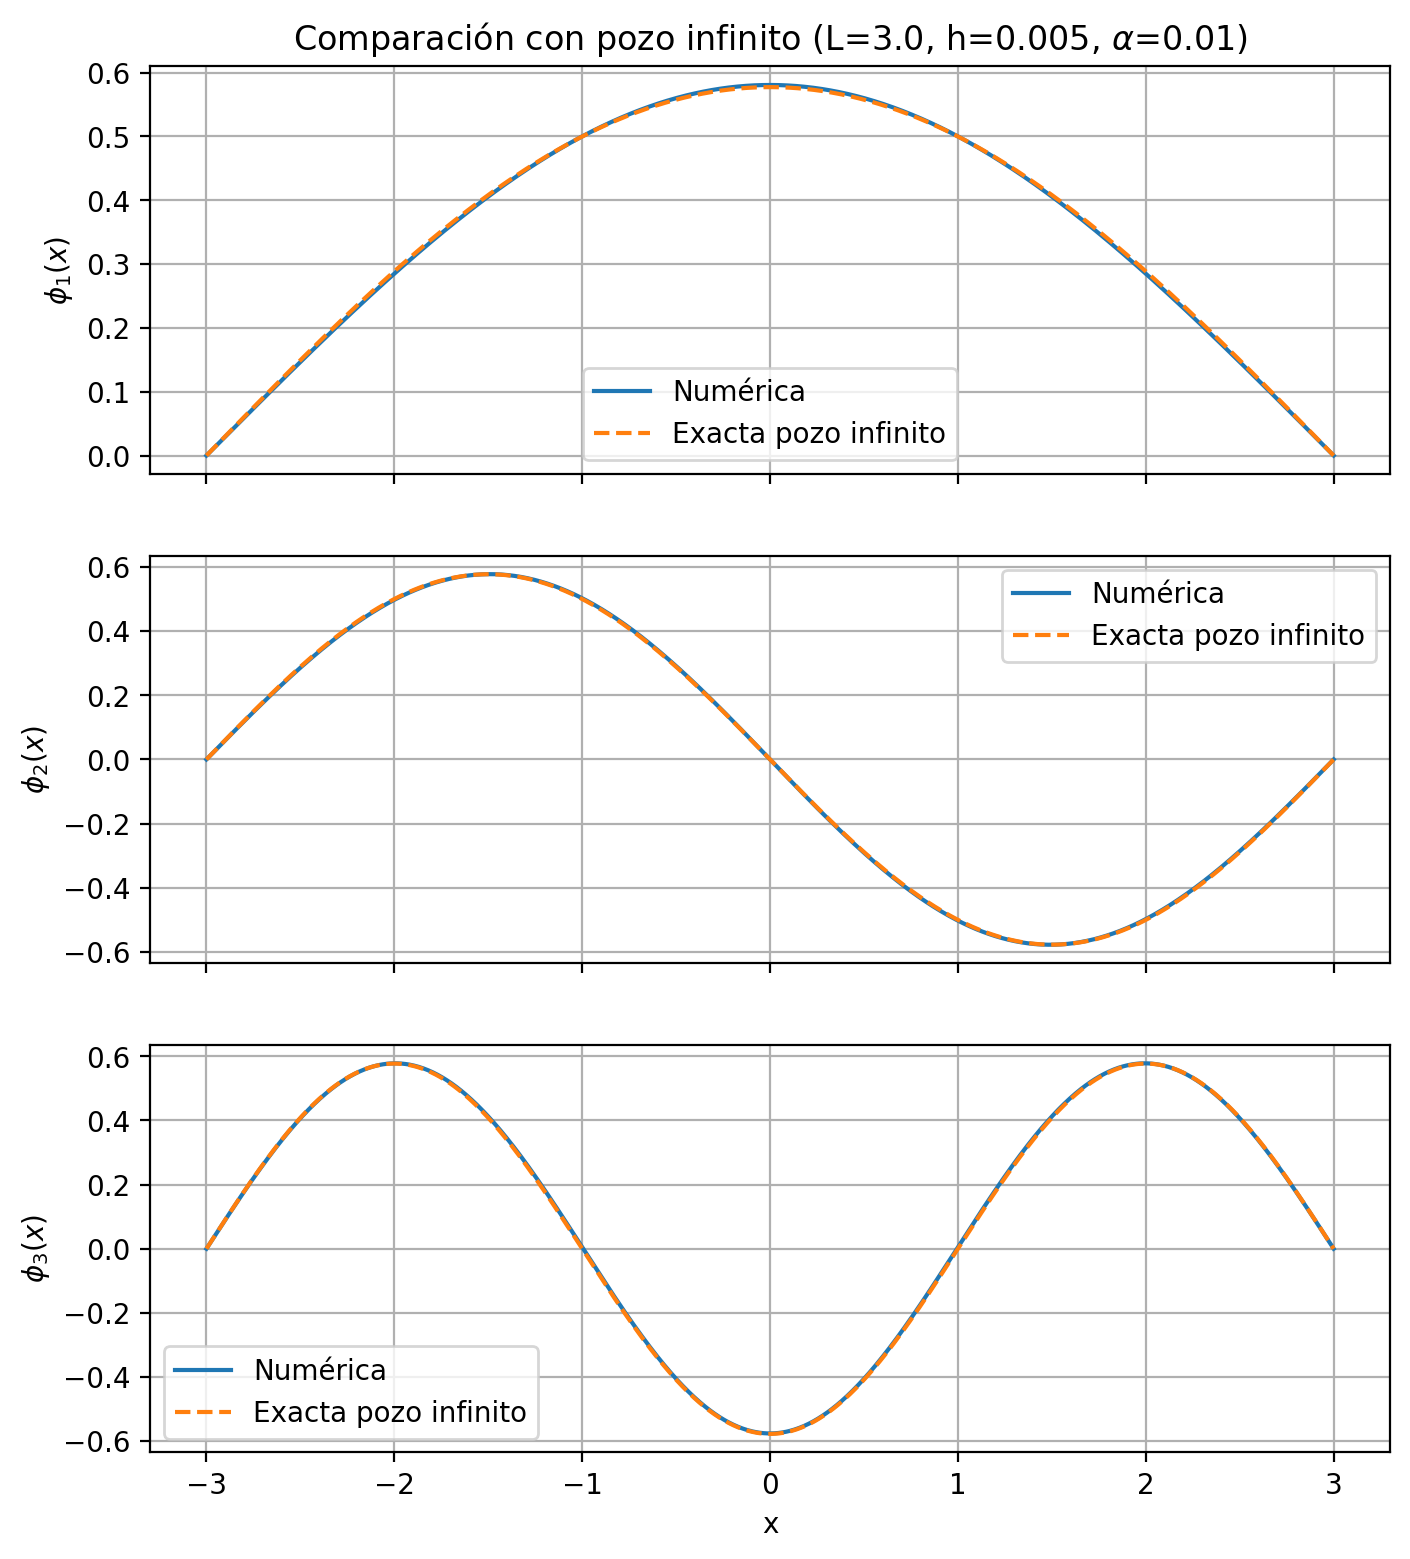 Comparación con pozo infinito (L=3.0, h=0.005, α=0.01)
0.6
0.5
0.4
0.3
0.2
0.1
0.0
ϕ₁(x)
Numérica
Exacta pozo infinito
0.6
0.4
0.2
0.0
−0.2
−0.4
−0.6
ϕ₂(x)
Numérica
Exacta pozo infinito
0.6
0.4
0.2
0.0
−0.2
−0.4
−0.6
ϕ₃(x)
Numérica
Exacta pozo infinito
−3 −2 −1 0 1 2 3
x